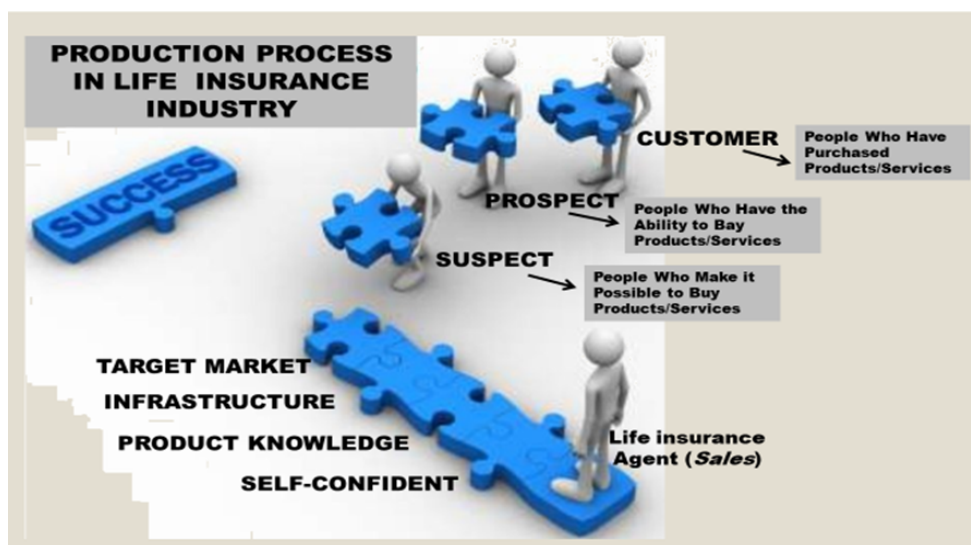 PRODUCTION PROCESS
IN LIFE INSURANCE
INDUSTRY
SUCCESS
CUSTOMER
People Who Have
Purchased
Products/Services
PROSPECT
People Who Have the
Ability to Bay
Products/Services
SUSPECT
People Who Make it
Possible to Buy
Products/Services
TARGET MARKET
INFRASTRUCTURE
PRODUCT KNOWLEDGE
SELF-CONFIDENT
Life insurance
Agent (Sales)